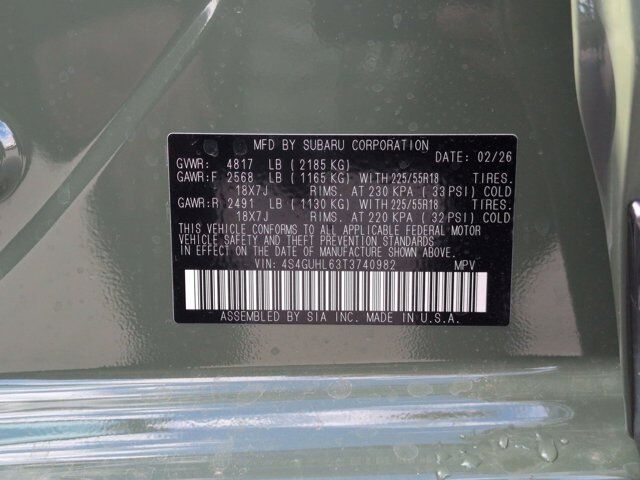 MFD BY SUBARU CORPORATION
GVWR: 4817 LB ( 2185 KG) DATE: 02/26
GAWR:F 2568 LB ( 1165 KG) WITH 225/55R18 TIRES.
18X7J RIMS. AT 230 KPA ( 33 PSI) COLD
GAWR:R 2491 LB ( 1130 KG) WITH 225/55R18 TIRES.
18X7J RIMS. AT 220 KPA ( 32 PSI) COLD
THIS VEHICLE CONFORMS TO ALL APPLICABLE FEDERAL MOTOR
VEHICLE SAFETY AND THEFT PREVENTION STANDARDS
IN EFFECT ON THE DATE OF MANUFACTURE SHOWN ABOVE.
VIN: 4S4GUHL63T3740982 MPV
ASSEMBLED BY SIA INC. MADE IN U.S.A.